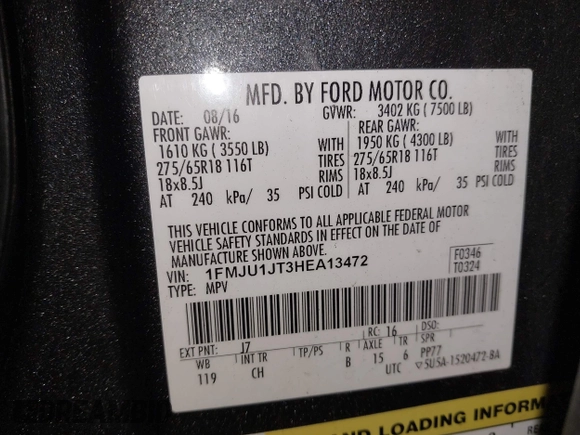 MFD. BY FORD MOTOR CO.
DATE: 08/16 GVWR: 3402 KG ( 7500 LB)
FRONT GAWR: REAR GAWR:
1610 KG ( 3550 LB) WITH 1950 KG ( 4300 LB) WITH
275/65R18 116T TIRES 275/65R18 116T TIRES
18x8.5J RIMS 18x8.5J RIMS
AT 240 kPa/ 35 PSI COLD AT 240 kPa/ 35 PSI COLD
THIS VEHICLE CONFORMS TO ALL APPLICABLE FEDERAL MOTOR
VEHICLE SAFETY STANDARDS IN EFFECT ON THE DATE OF
MANUFACTURE SHOWN ABOVE.
VIN: 1FMJU1JT3HEA13472 F0346
TYPE: MPV T0324
EXT PNT: J7 RC: 16 DSO:
WB INT TR TP/PS R AXLE TR SPR
119 CH B 15 6 PP77
UTC ▽SU5A-1520472-BA
AND LOADING INFORM